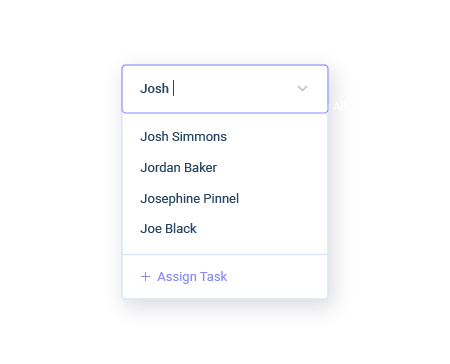 Josh
Josh Simmons
Jordan Baker
Josephine Pinnel
Joe Black
+ Assign Task